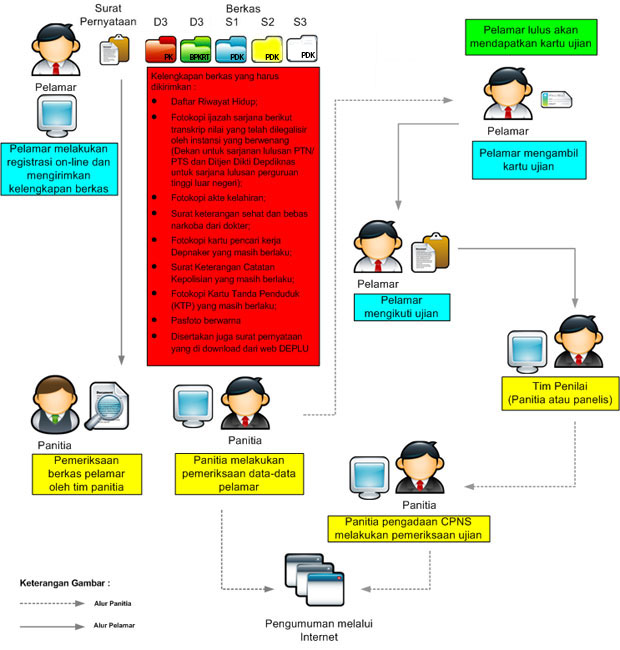 Surat
Pernyataan
Berkas
D3 D3 S1 S2 S3
PK BPKRT PDK PDK PDK
Pelamar
Pelamar melakukan
registrasi on-line dan
mengirimkan
kelengkapan berkas
Kelengkapan berkas yang harus
dikirimkan :
Daftar Riwayat Hidup;
Fotokopi ijazah sarjana berikut
transkrip nilai yang telah dilegalisir
oleh instansi yang berwenang
(Dekan untuk sarjanan lulusan PTN/
PTS dan Ditjen Dikti Depdiknas
untuk sarjana lulusan perguruan
tinggi luar negeri);
Fotokopi akte kelahiran;
Surat keterangan sehat dan bebas
narkoba dari dokter;
Fotokopi kartu pencari kerja
Depnaker yang masih berlaku;
Surat Keterangan Catatan
Kepolisian yang masih berlaku;
Fotokopi Kartu Tanda Penduduk
(KTP) yang masih berlaku;
Pasfoto berwarna
Disertakan juga surat pernyataan
yang di download dari web DEPLU
Pelamar lulus akan
mendapatkan kartu ujian
Pelamar
Pelamar mengambil
kartu ujian
Pelamar
Pelamar
mengikuti ujian
Tim Penilai
(Panitia atau panelis)
Panitia
Pemeriksaan
berkas pelamar
oleh tim panitia
Panitia
Panitia melakukan
pemeriksaan data-data
pelamar
Panitia
Panitia pengadaan CPNS
melakukan pemeriksaan ujian
Pengumuman melalui
Internet
Keterangan Gambar :
Alur Panitia
Alur Pelamar